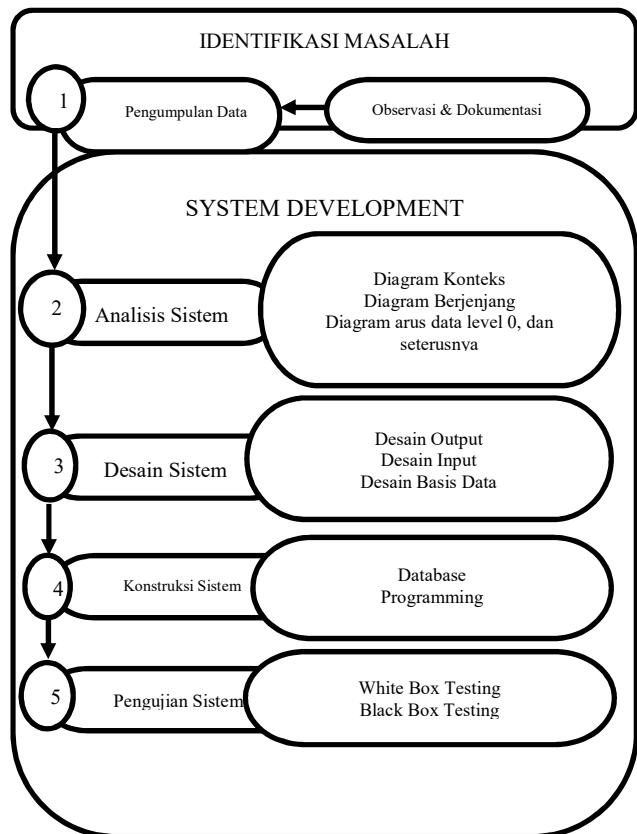 IDENTIFIKASI MASALAH
1
Pengumpulan Data
Observasi & Dokumentasi
SYSTEM DEVELOPMENT
2
Analisis Sistem
Diagram Konteks
Diagram Berjenjang
Diagram arus data level 0, dan
seterusnya
3
Desain Sistem
Desain Output
Desain Input
Desain Basis Data
4
Konstruksi Sistem
Database
Programming
5
Pengujian Sistem
White Box Testing
Black Box Testing